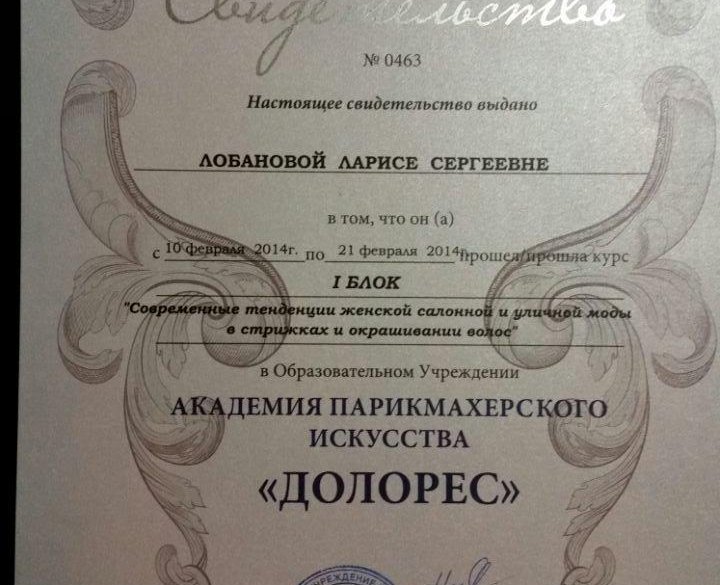 Свидетельство
№ 0463
Настоящее свидетельство выдано
ЛОБАНОВОЙ ЛАРИСЕ СЕРГЕЕВНЕ
в том, что он (а)
с 10 февраля 2014г. по 21 февраля 2014г. прошел/прошла курс
I БЛОК
"Современные тенденции женской салонной и уличной моды
в стрижках и окрашивании волос"
в Образовательном Учреждении
АКАДЕМИЯ ПАРИКМАХЕРСКОГО
ИСКУССТВА
«ДОЛОРЕС»
УЧРЕЖДЕНИЕ